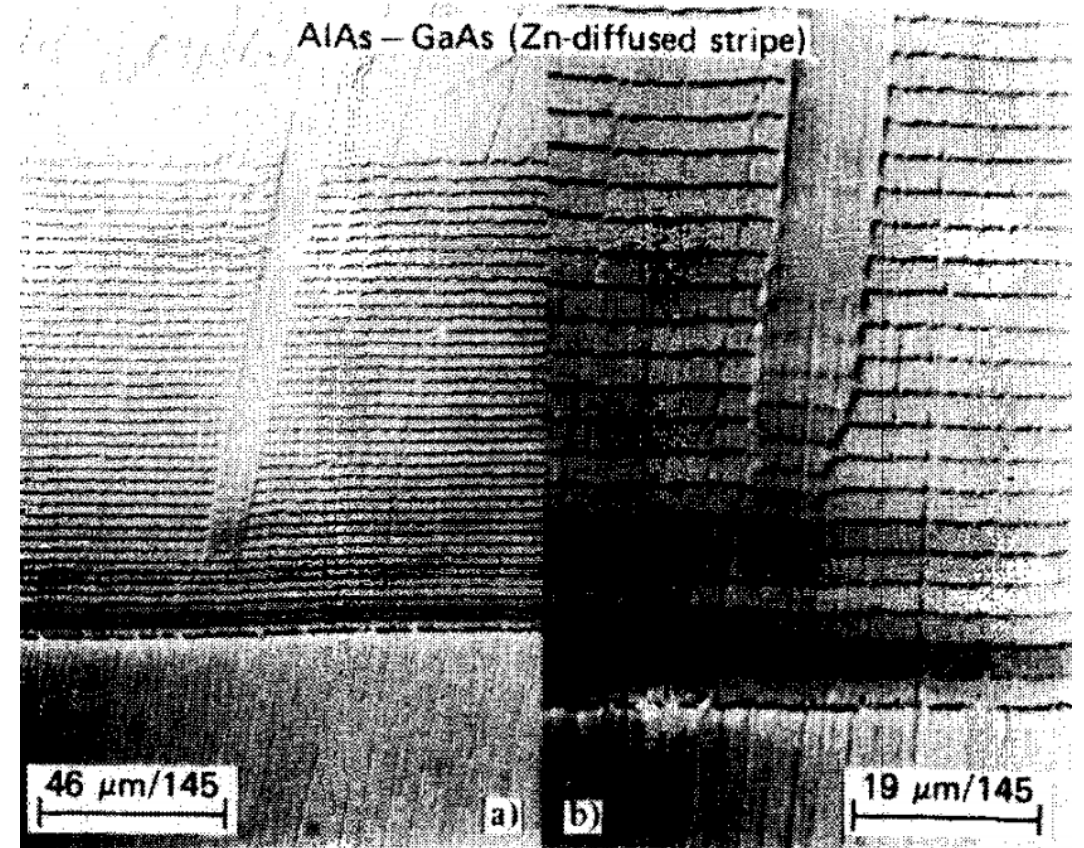 AlAs – GaAs (Zn-diffused stripe)
46 μm/145
a)
b)
19 μm/145